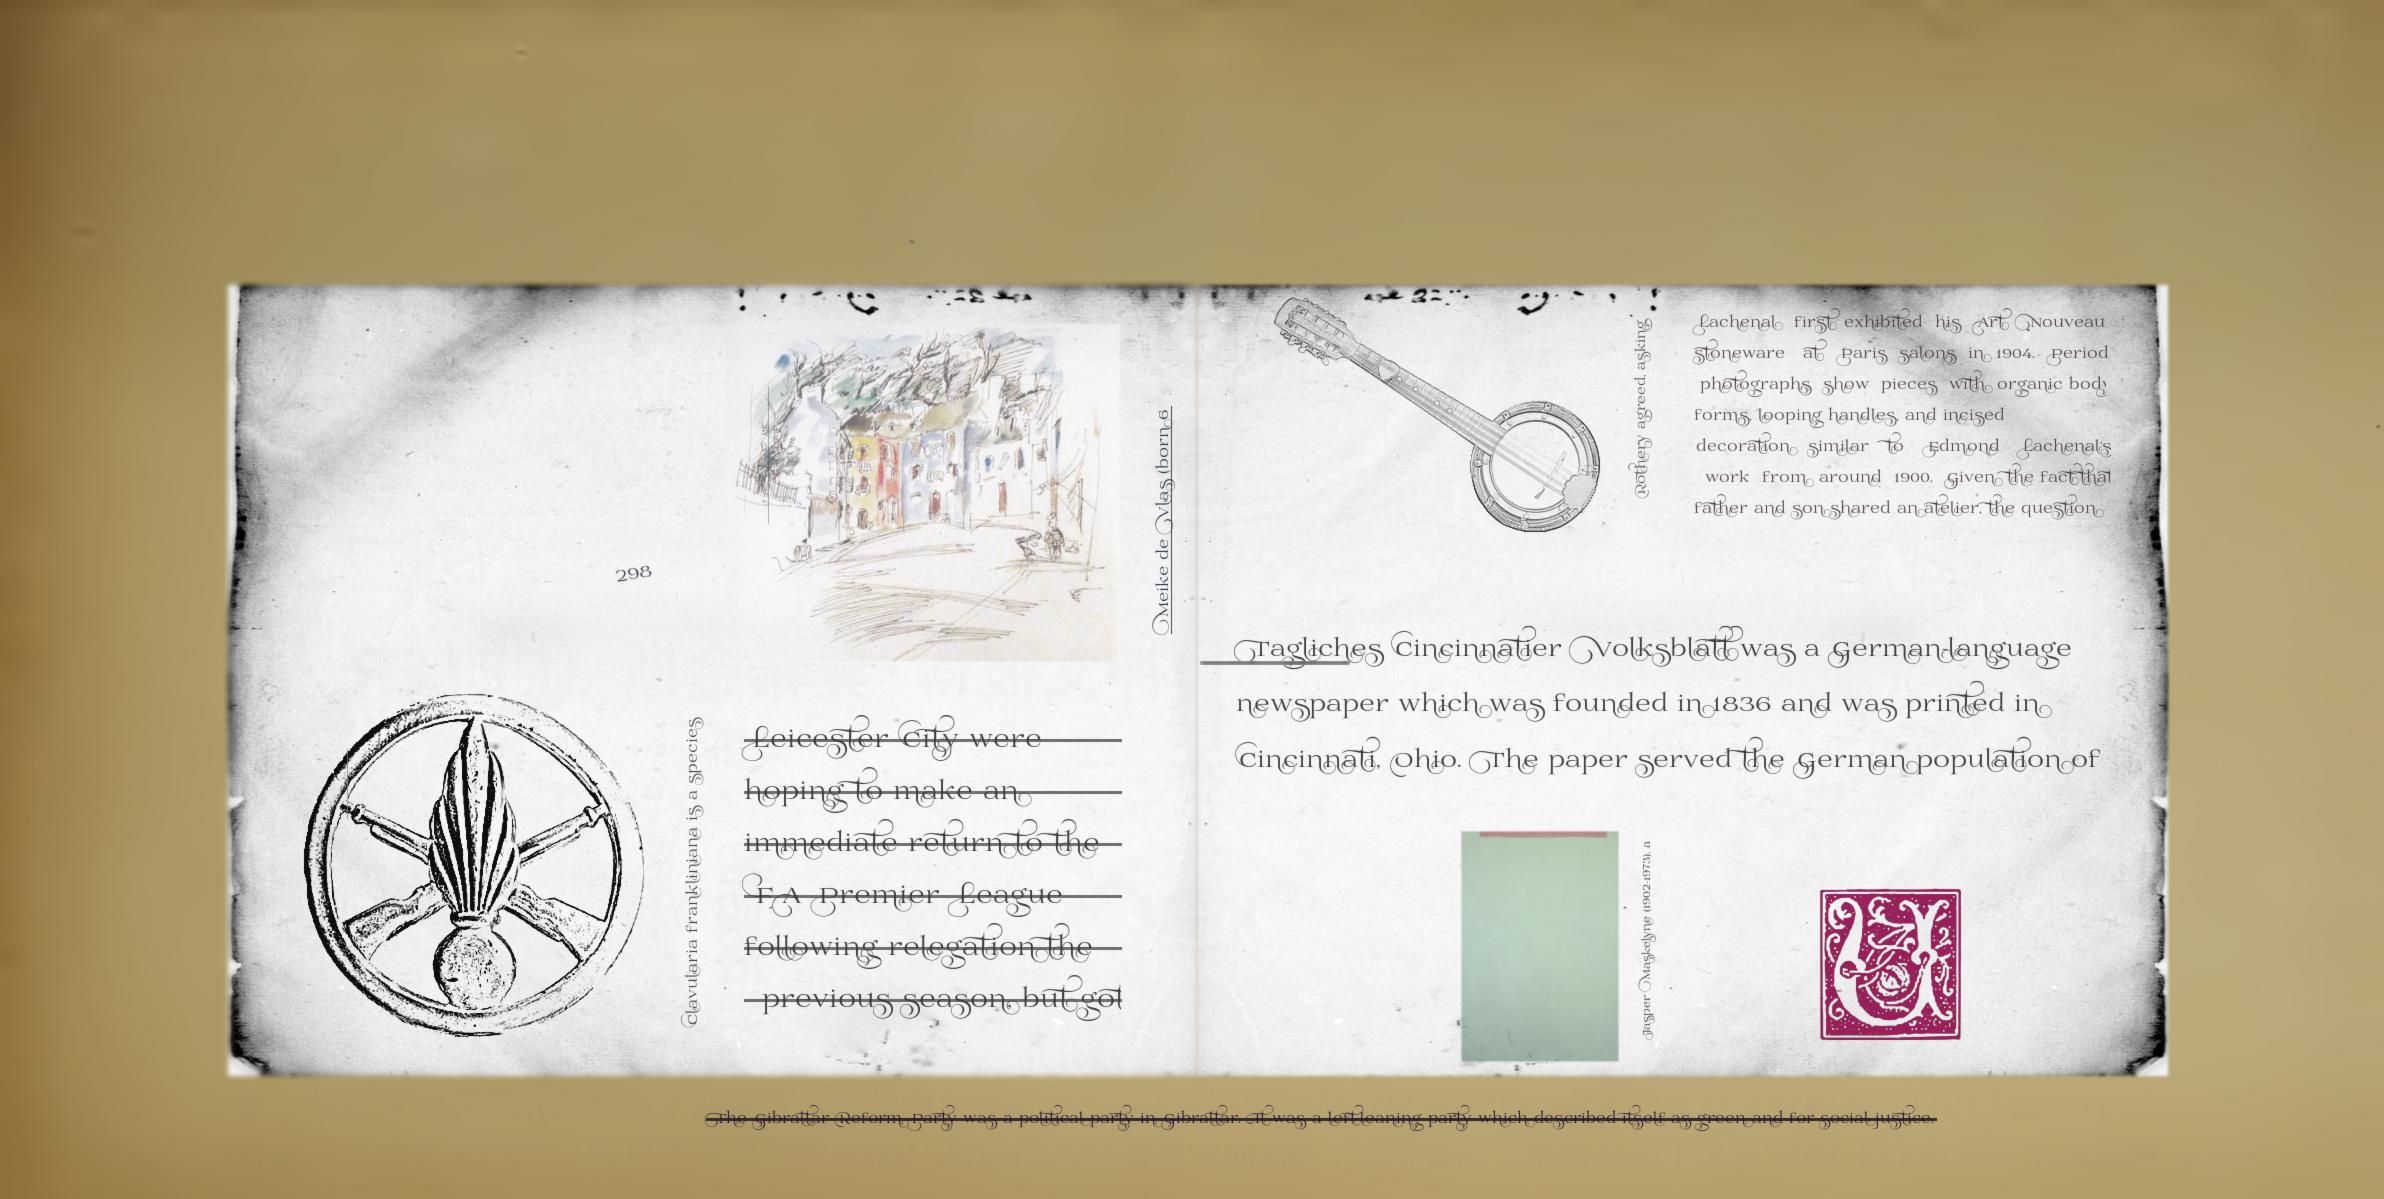 298
Meike de Vlas (born 6
Clavularia frankliniana is a species
Leicester City were
hoping to make an
immediate return to the
FA Premier League
following relegation the
previous season, but got
Rothery agreed asking
Lachenal first exhibited his Art Nouveau
stoneware at Paris salons in 1904. Period
photographs show pieces with organic body
forms, looping handles, and incised
decoration similar to Edmond Lachenal's
work from around 1900. Given the fact that
father and son shared an atelier, the question
Tagliches Cincinnatier Volksblatt was a German-language
newspaper which was founded in 1836 and was printed in
Cincinnati, Ohio. The paper served the German population of
Jasper Maskelyne (1902-1973), a
The Gibraltar Reform Party was a political party in Gibraltar. It was a left-leaning party which described itself as green and for social justice.